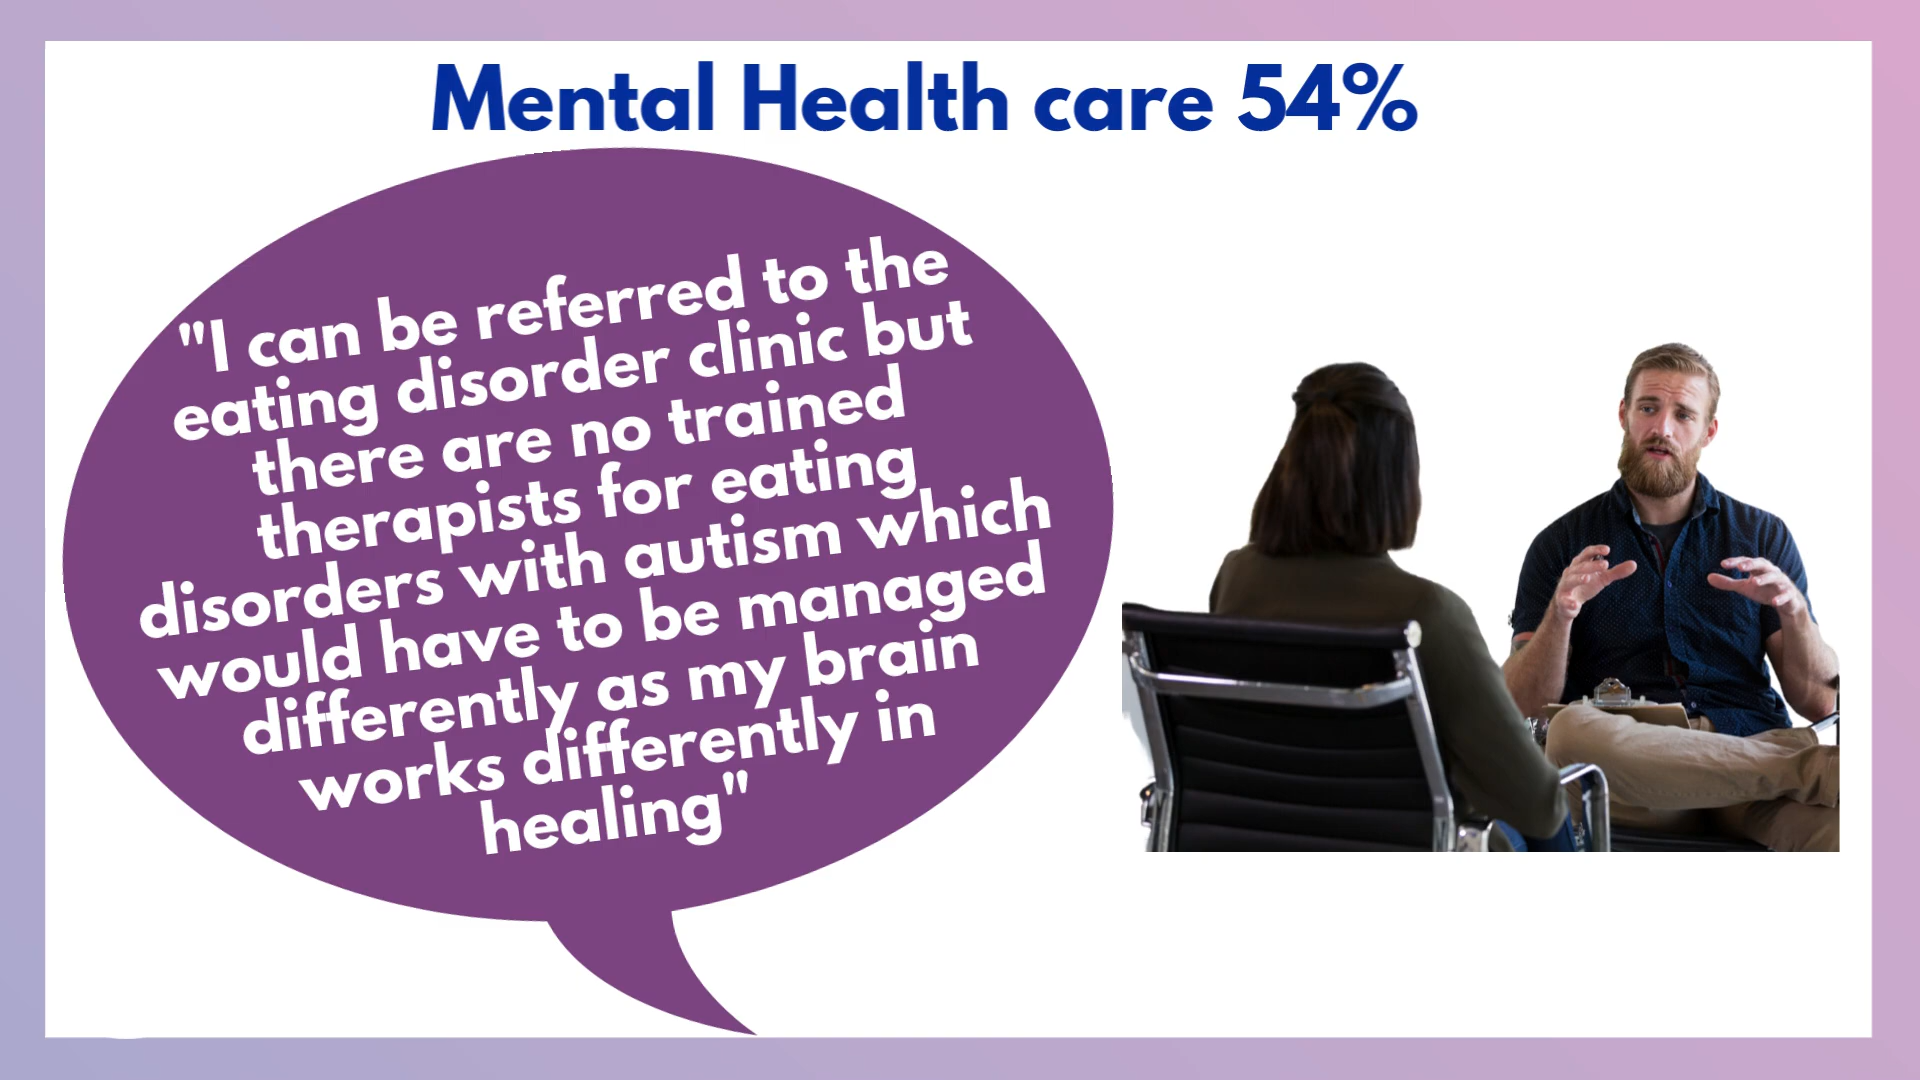 Mental Health care 54%
"I can be referred to the
eating disorder clinic but
there are no trained
therapists for eating
disorders with autism which
would have to be managed
differently as my brain
works differently in
healing"